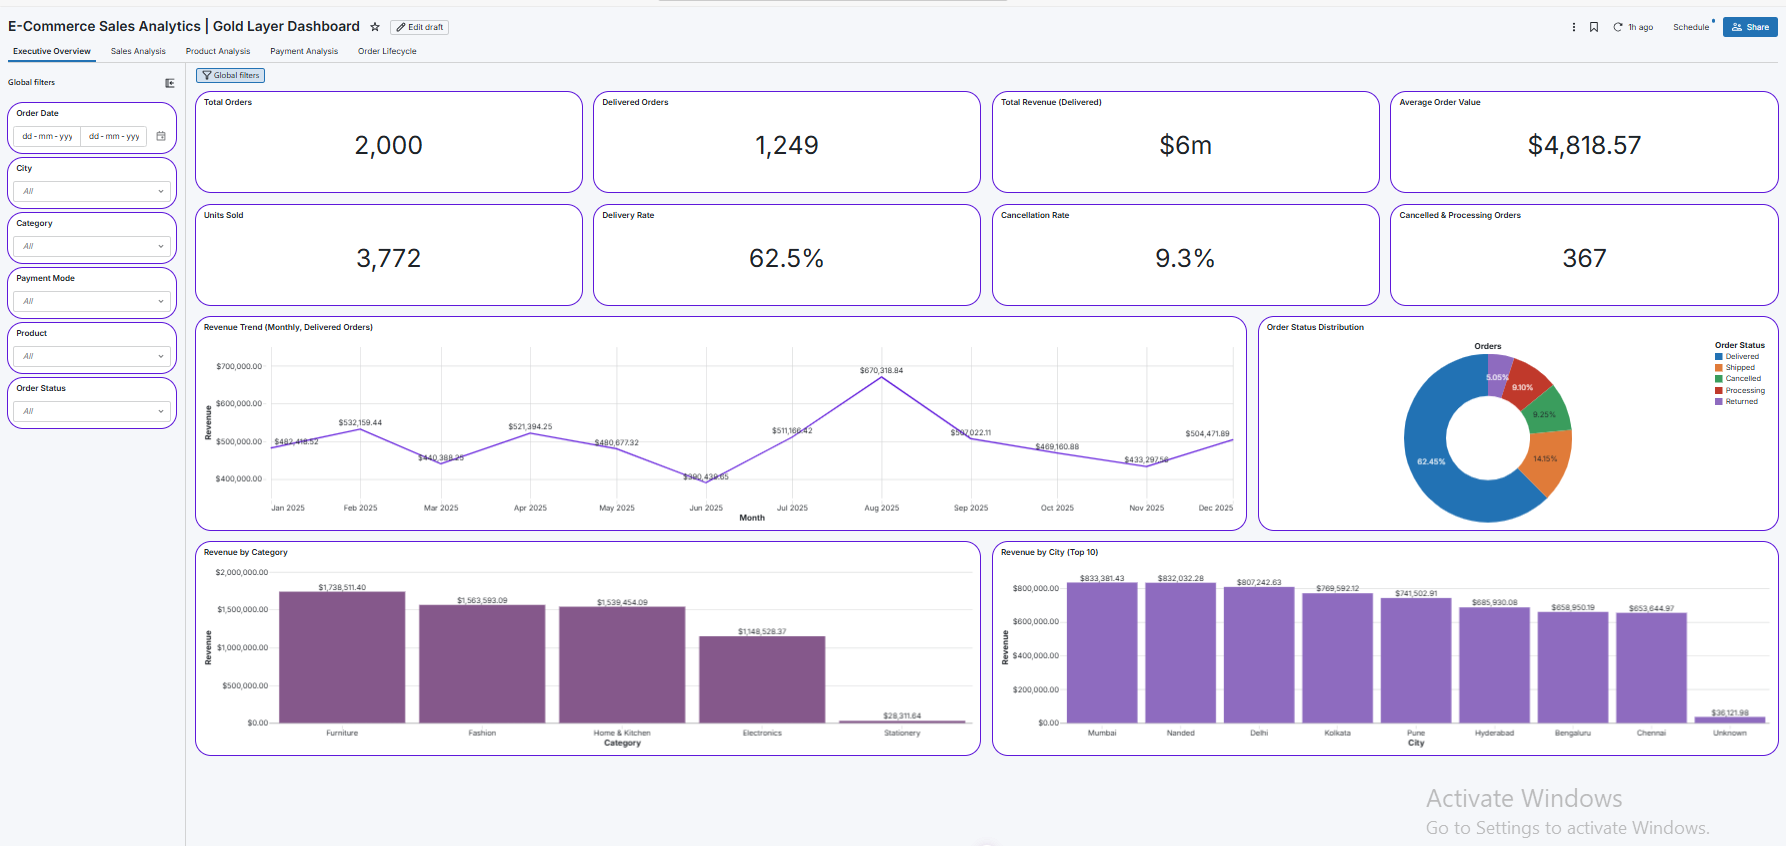 E-Commerce Sales Analytics | Gold Layer Dashboard
Edit draft
1h ago
Schedule
Share
Executive Overview
Sales Analysis
Product Analysis
Payment Analysis
Order Lifecycle
Global filters
Order Date
dd-mm-yyy
dd-mm-yyy
City
All
Category
All
Payment Mode
All
Product
All
Order Status
All
Global filters
Total Orders
2,000
Delivered Orders
1,249
Total Revenue (Delivered)
$6m
Average Order Value
$4,818.57
Units Sold
3,772
Delivery Rate
62.5%
Cancellation Rate
9.3%
Cancelled & Processing Orders
367
Revenue Trend (Monthly, Delivered Orders)
Revenue
$700,000.00
$600,000.00
$500,000.00
$400,000.00
$532,159.44
$521,394.25
$480,677.32
$511,166.42
$670,318.84
$507,022.11
$469,160.88
$433,297.56
$504,471.89
Jan 2025
Feb 2025
Mar 2025
Apr 2025
May 2025
Jun 2025
Jul 2025
Aug 2025
Sep 2025
Oct 2025
Nov 2025
Dec 2025
Month
Order Status Distribution
Orders
5.05%
9.10%
9.25%
14.15%
62.45%
Order Status
Delivered
Shipped
Cancelled
Processing
Returned
Revenue by Category
Revenue
$2,000,000.00
$1,500,000.00
$1,000,000.00
$500,000.00
$0.00
$1,738,511.40
$1,563,593.09
$1,539,454.09
$1,148,528.37
$28,311.64
Furniture
Fashion
Home & Kitchen
Electronics
Stationery
Category
Revenue by City (Top 10)
Revenue
$800,000.00
$600,000.00
$400,000.00
$200,000.00
$0.00
$833,381.43
$832,032.28
$807,242.63
$769,592.12
$741,502.91
$685,930.08
$658,950.19
$653,644.97
$36,121.98
Mumbai
Nanded
Delhi
Kolkata
Pune
Hyderabad
Bengaluru
Chennai
Unknown
City
Activate Windows
Go to Settings to activate Windows.